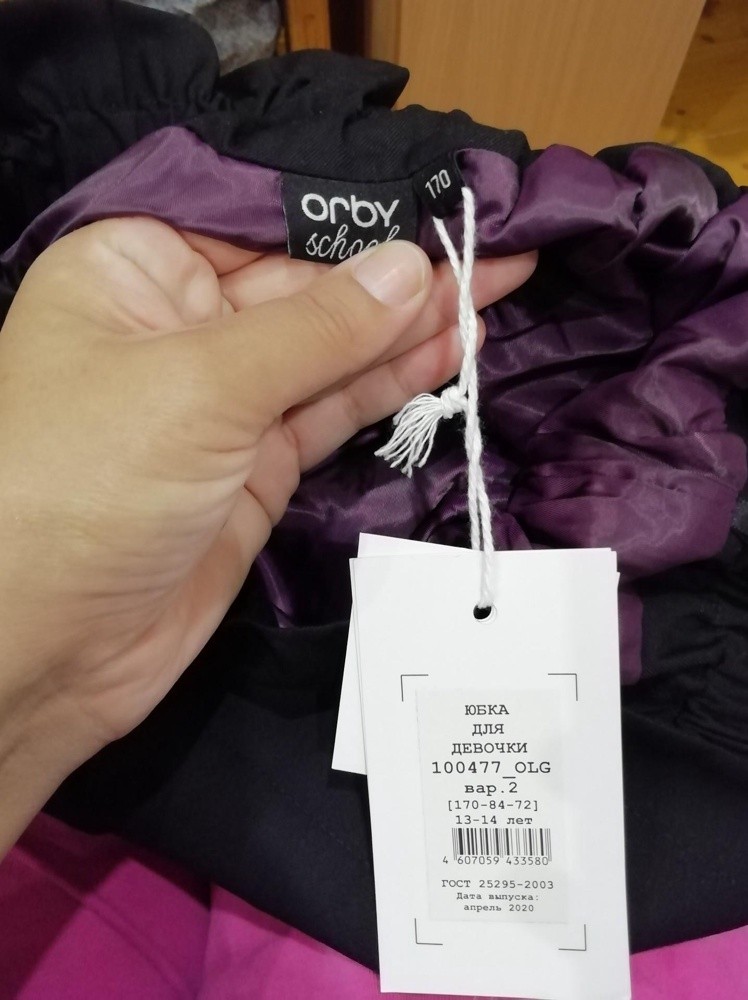 orby
school
170
ЮБКА
ДЛЯ
ДЕВОЧКИ
100477_OLG
вар.2
[170-84-72]
13-14 лет
4 607059 433580
ГОСТ 25295-2003
Дата выпуска:
апрель 2020